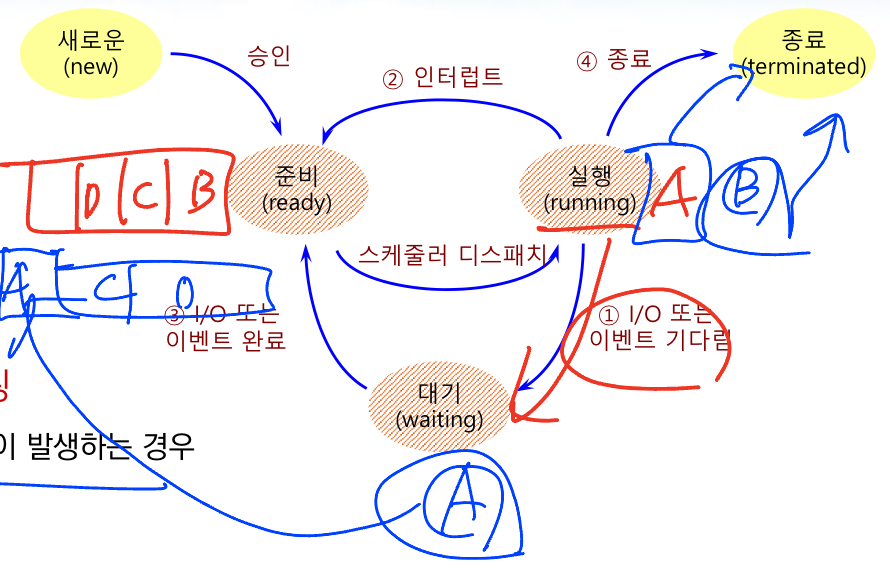 새로운
(new)
승인
② 인터럽트
④ 종료
종료
(terminated)
D C B
준비
(ready)
실행
(running)
A
B
스케줄러 디스패치
A C D
③ I/O 또는
이벤트 완료
① I/O 또는
이벤트 기다림
대기
(waiting)
이 발생하는 경우
A